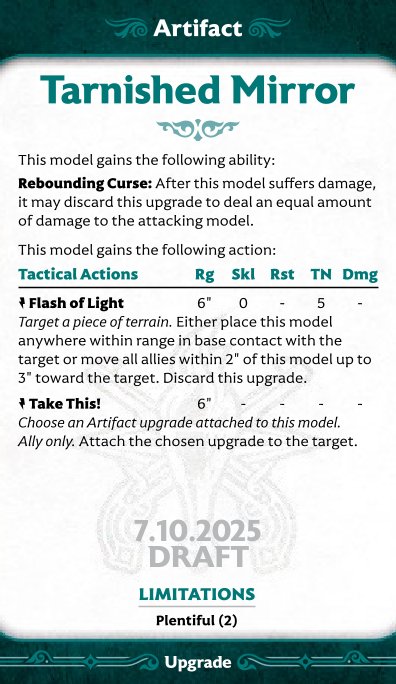 Artifact
Tarnished Mirror
This model gains the following ability:
Rebounding Curse: After this model suffers damage,
it may discard this upgrade to deal an equal amount
of damage to the attacking model.
This model gains the following action:
Tactical Actions Rg Skl Rst TN Dmg
Flash of Light 6" 0 - 5 -
Target a piece of terrain. Either place this model
anywhere within range in base contact with the
target or move all allies within 2" of this model up to
3" toward the target. Discard this upgrade.
Take This! 6" - - - -
Choose an Artifact upgrade attached to this model.
Ally only. Attach the chosen upgrade to the target.
7.10.2025
DRAFT
LIMITATIONS
Plentiful (2)
Upgrade